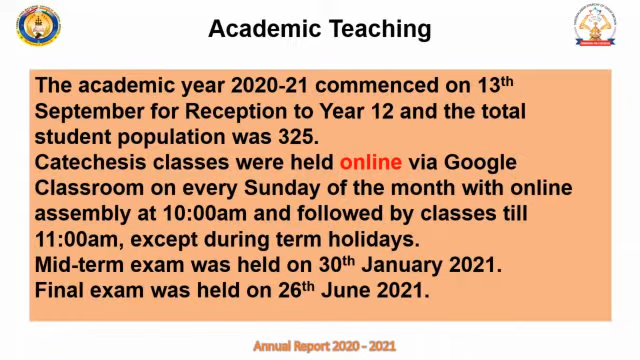 Academic Teaching
The academic year 2020-21 commenced on 13th
September for Reception to Year 12 and the total
student population was 325.
Catechesis classes were held online via Google
Classroom on every Sunday of the month with online
assembly at 10:00am and followed by classes till
11:00am, except during term holidays.
Mid-term exam was held on 30th January 2021.
Final exam was held on 26th June 2021.
Annual Report 2020 - 2021